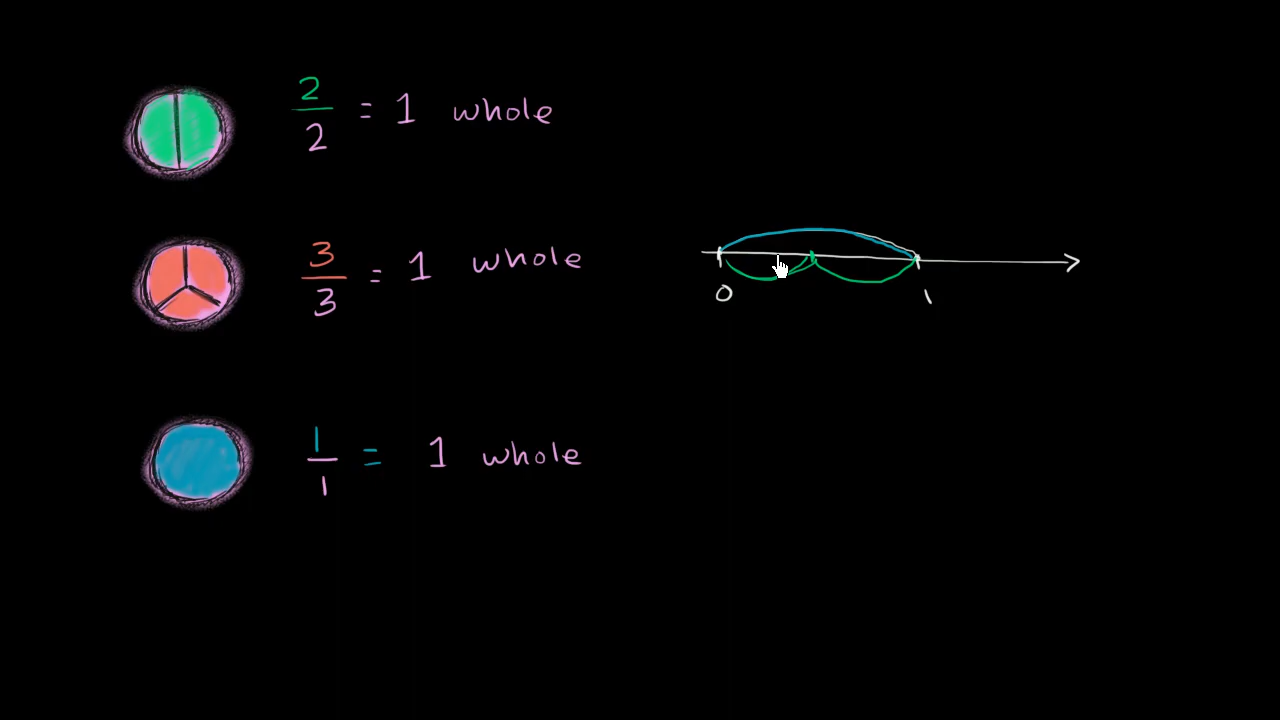 2/2 = 1 whole
3/3 = 1 whole
0 1
1/1 = 1 whole